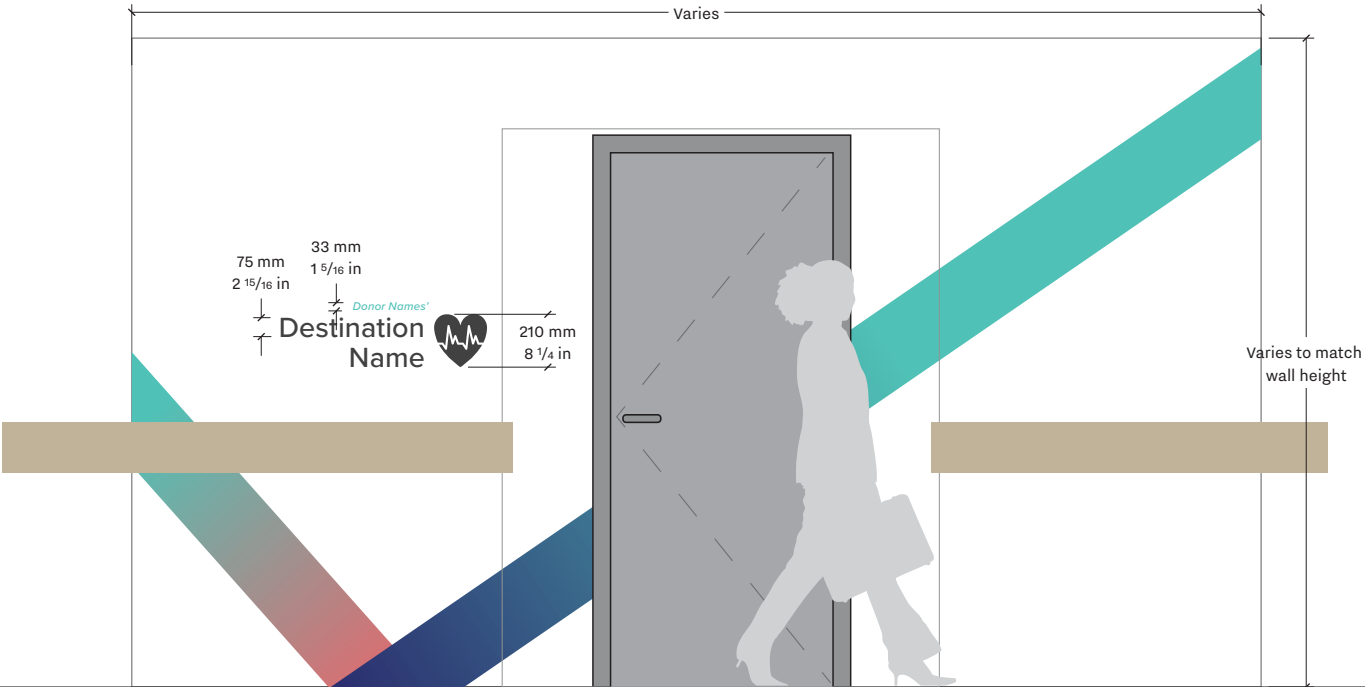 Varies
33 mm
1 5/16 in
75 mm
2 15/16 in
Donor Names'
Destination
Name
210 mm
8 1/4 in
Varies to match
wall height